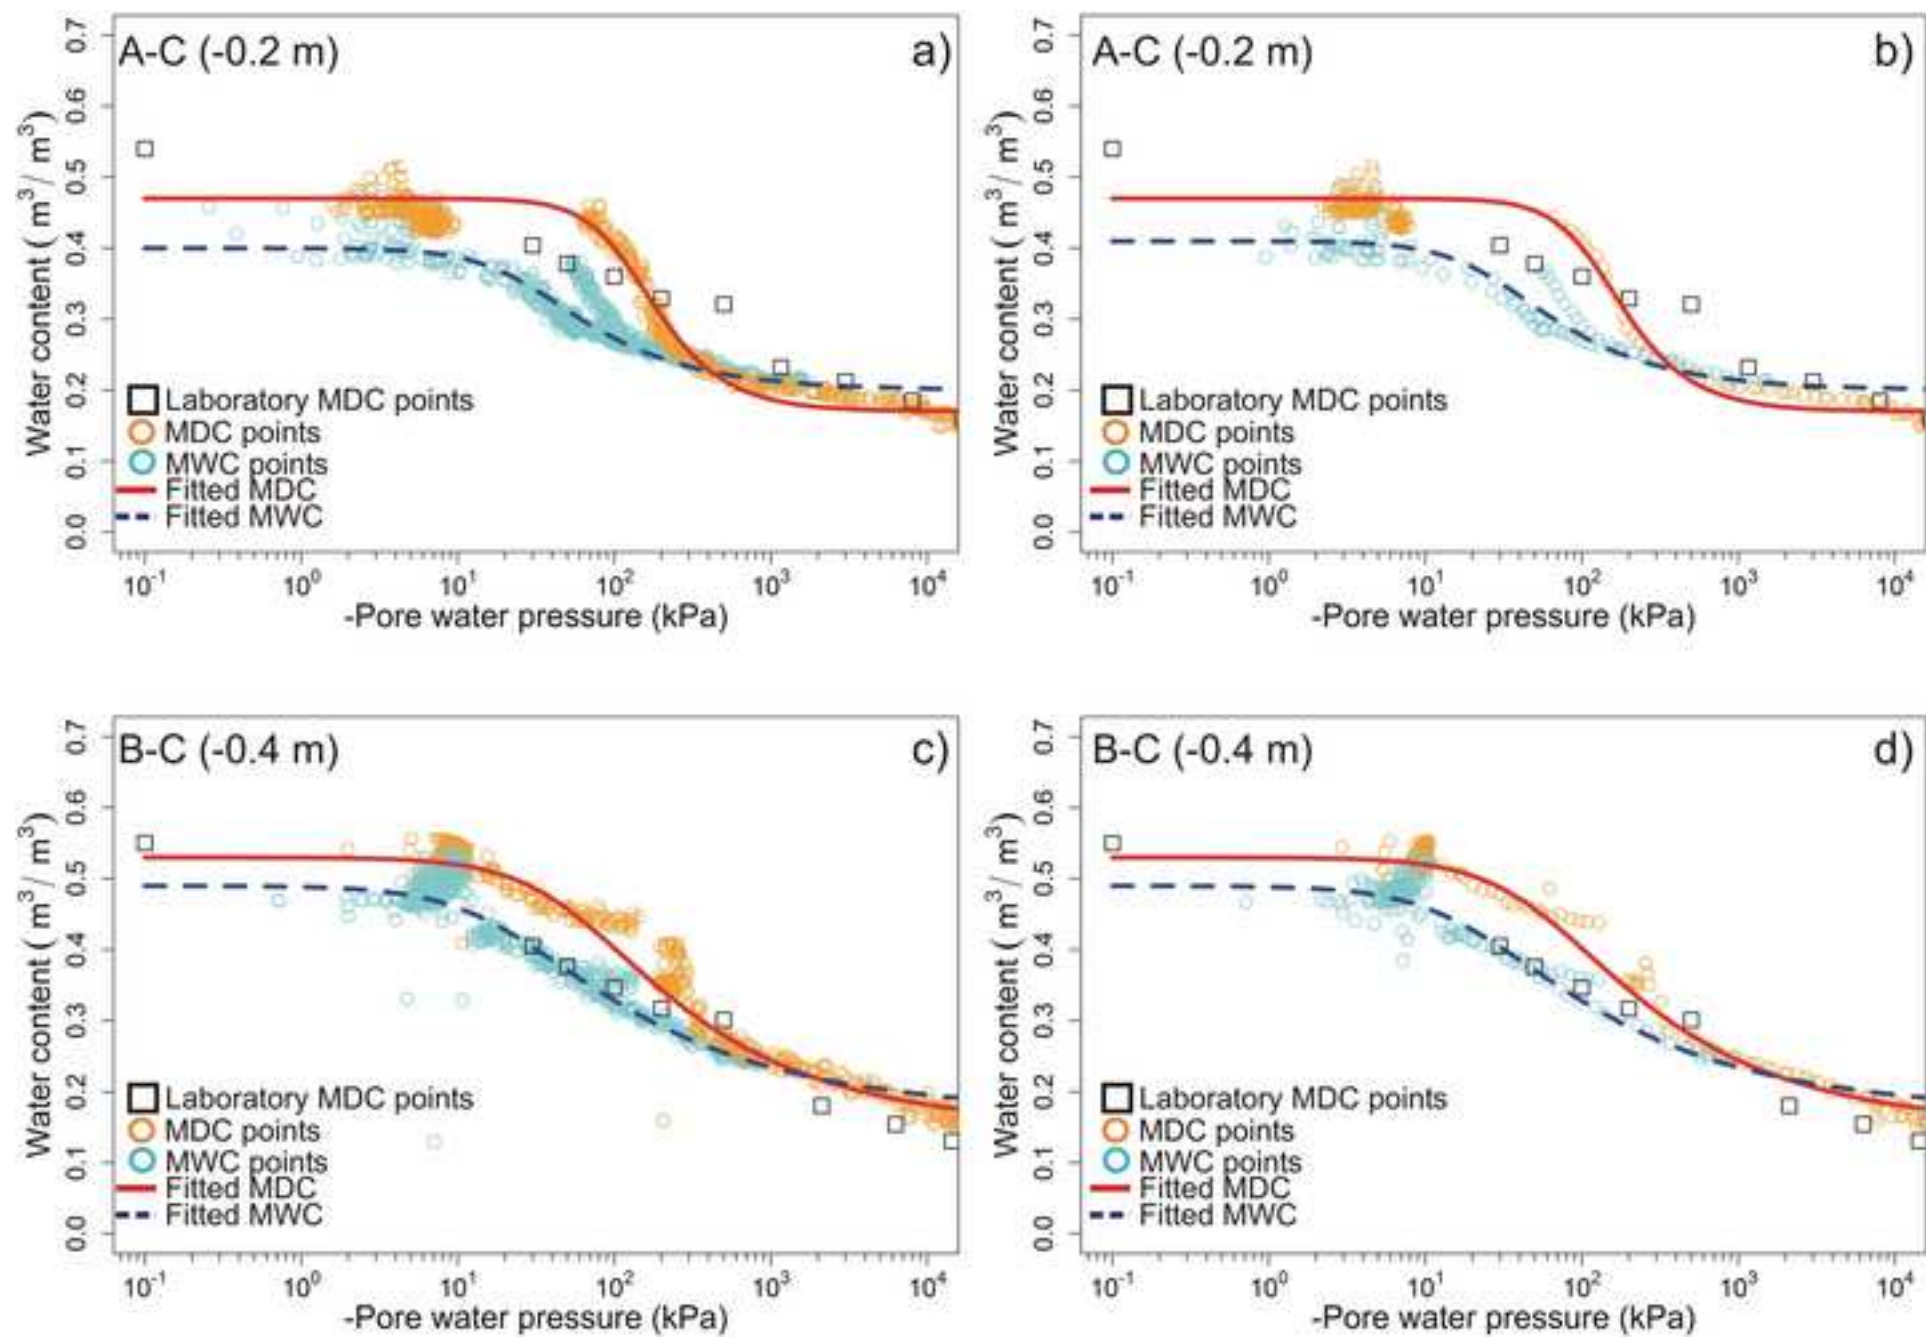 A-C (-0.2 m)
a)
0.7
0.6
0.5
0.4
0.3
0.2
0.1
0.0
Water content ( m³ / m³)
Laboratory MDC points
MDC points
MWC points
Fitted MDC
Fitted MWC
10⁻¹ 10⁰ 10¹ 10² 10³ 10⁴
-Pore water pressure (kPa)
A-C (-0.2 m)
b)
0.7
0.6
0.5
0.4
0.3
0.2
0.1
0.0
Water content ( m³ / m³)
Laboratory MDC points
MDC points
MWC points
Fitted MDC
Fitted MWC
10⁻¹ 10⁰ 10¹ 10² 10³ 10⁴
-Pore water pressure (kPa)
B-C (-0.4 m)
c)
0.7
0.6
0.5
0.4
0.3
0.2
0.1
0.0
Water content ( m³ / m³)
Laboratory MDC points
MDC points
MWC points
Fitted MDC
Fitted MWC
10⁻¹ 10⁰ 10¹ 10² 10³ 10⁴
-Pore water pressure (kPa)
B-C (-0.4 m)
d)
0.7
0.6
0.5
0.4
0.3
0.2
0.1
0.0
Water content ( m³ / m³)
Laboratory MDC points
MDC points
MWC points
Fitted MDC
Fitted MWC
10⁻¹ 10⁰ 10¹ 10² 10³ 10⁴
-Pore water pressure (kPa)